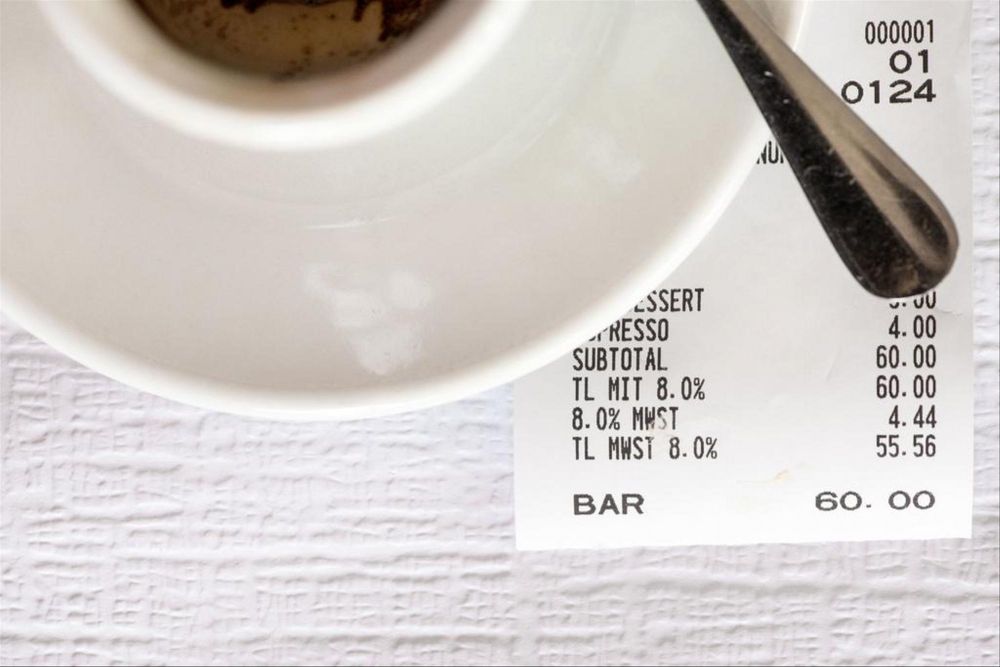 000001
01
0124
SUBTOTAL 60.00
4.00
TL MIT 8.0% 60.00
8.0% MWST 4.44
TL MWST 8.0% 55.56
BAR 60.00